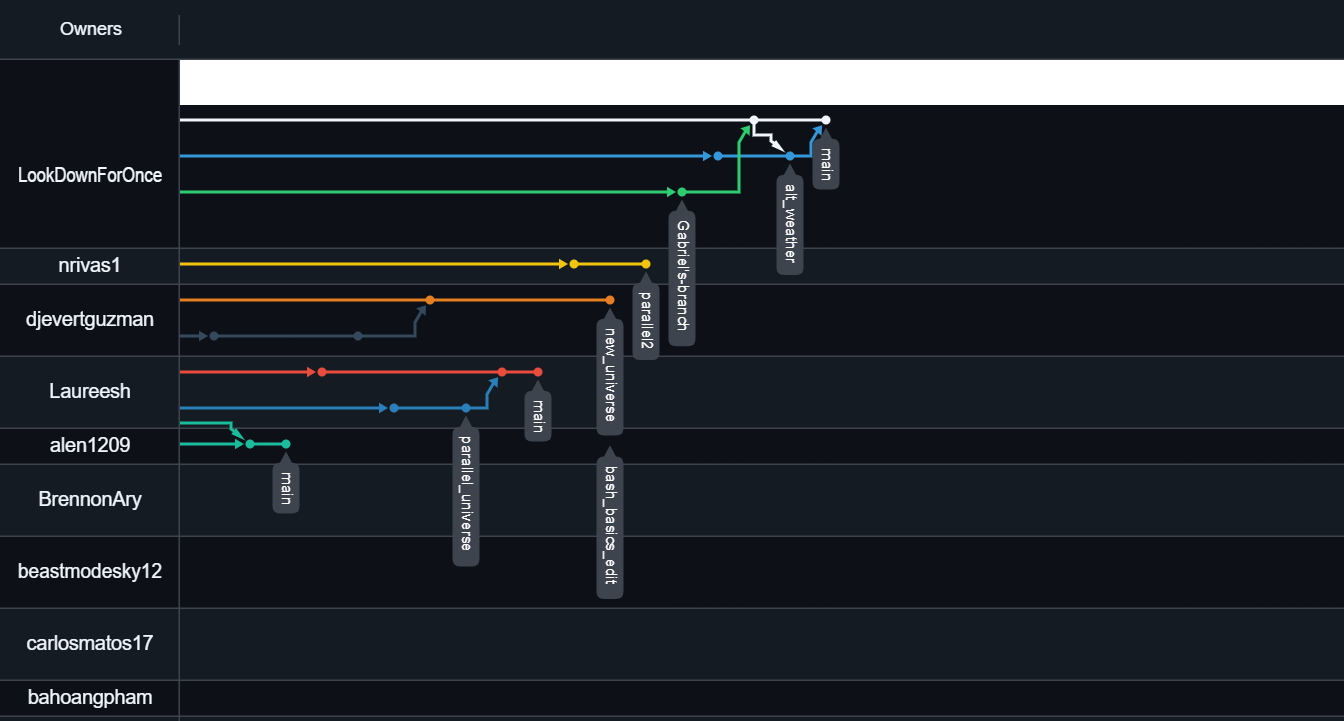 Owners
LookDownForOnce
main
alt_weather
Gabriel's-branch
nrivas1
parallel2
djevertguzman
new_universe
bash_basics_edit
Laureesh
main
parallel_universe
alen1209
main
BrennonAry
beastmodesky12
carlosmatos17
bahoangpham